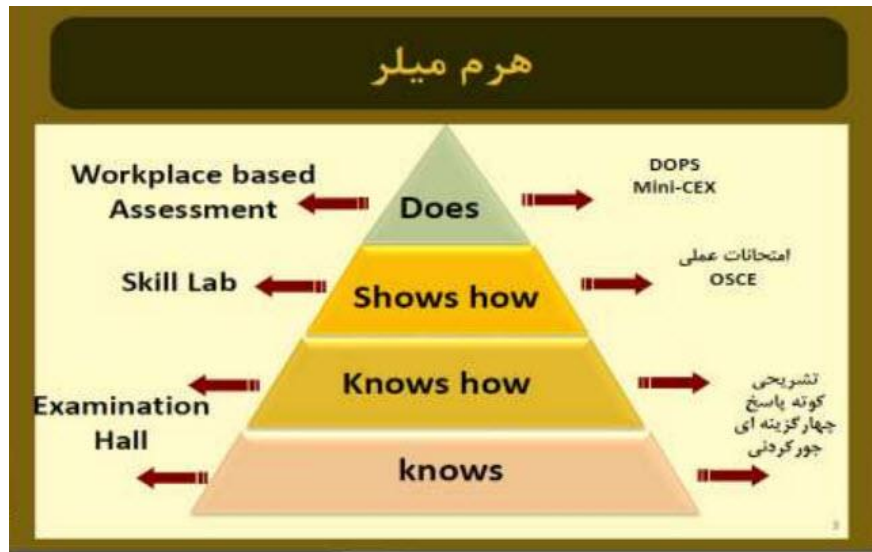 هرم میلر
Workplace based
Assessment
Does
DOPS
Mini-CEX
Skill Lab
Shows how
امتحانات عملی
OSCE
Examination
Hall
Knows how
knows
تشریحی
کوته پاسخ
چهارگزینه ای
جورکردنی
3